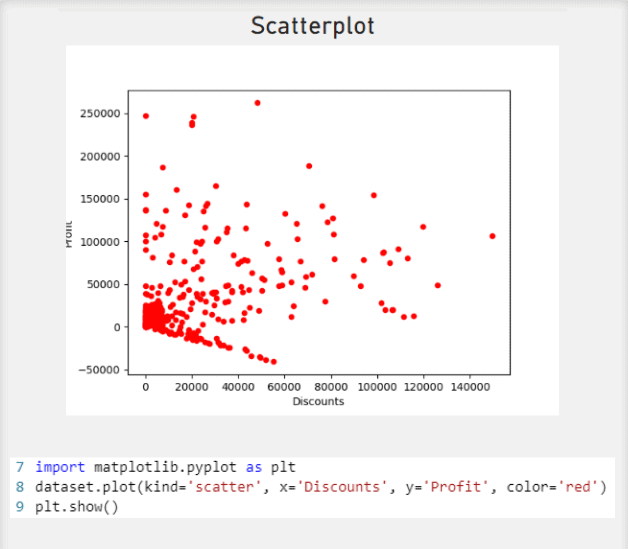 Scatterplot
250000
200000
150000
100000
50000
0
−50000
Profit
0 20000 40000 60000 80000 100000 120000 140000
Discounts
7 import matplotlib.pyplot as plt
8 dataset.plot(kind='scatter', x='Discounts', y='Profit', color='red')
9 plt.show()